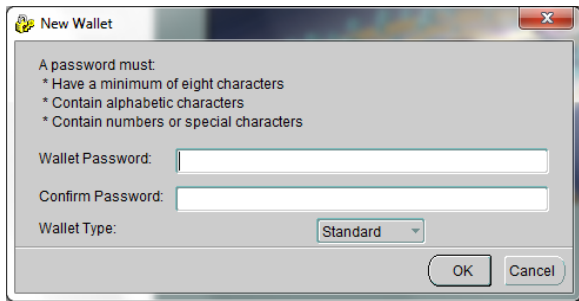 New Wallet
A password must:
* Have a minimum of eight characters
* Contain alphabetic characters
* Contain numbers or special characters
Wallet Password:
Confirm Password:
Wallet Type: Standard
OK Cancel